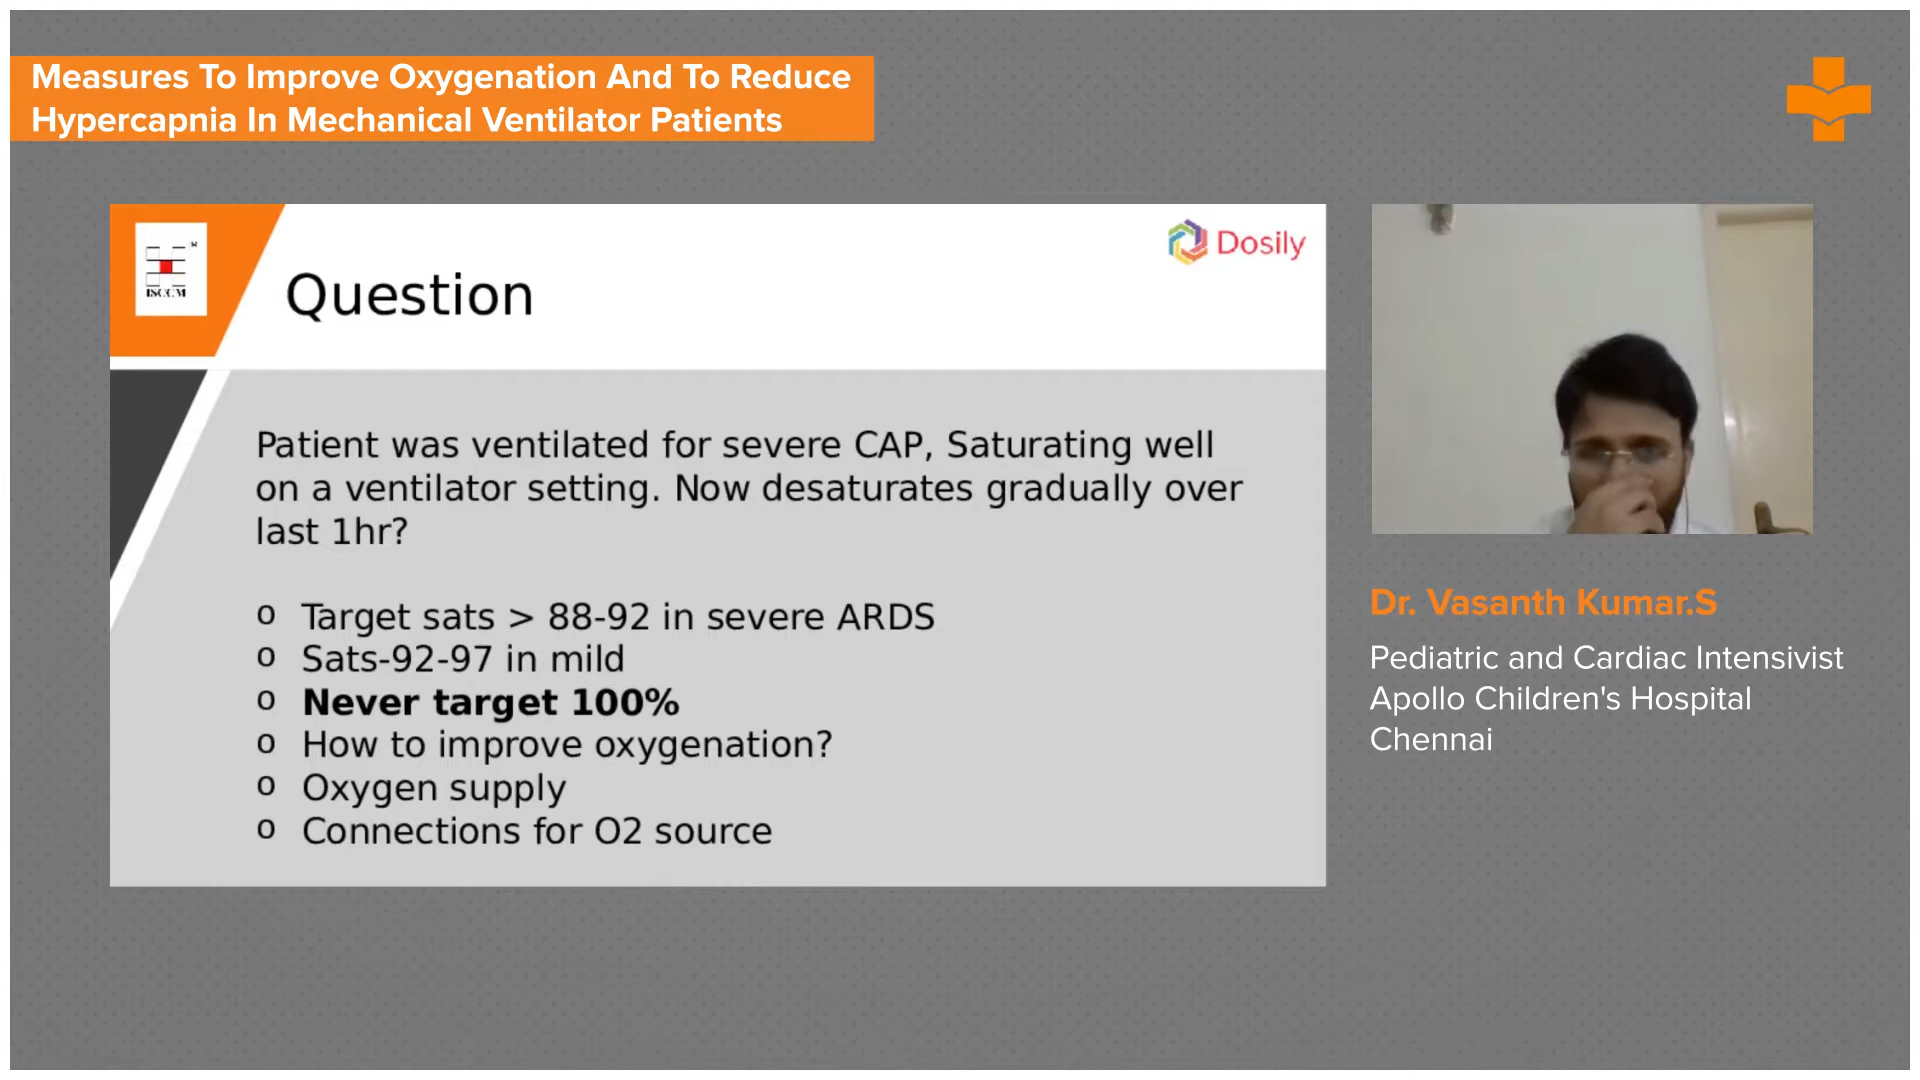 Measures To Improve Oxygenation And To Reduce
Hypercapnia In Mechanical Ventilator Patients
ISCCM
Dosily
Question
Patient was ventilated for severe CAP, Saturating well
on a ventilator setting. Now desaturates gradually over
last 1hr?
o Target sats > 88-92 in severe ARDS
o Sats-92-97 in mild
o Never target 100%
o How to improve oxygenation?
o Oxygen supply
o Connections for O2 source
Dr. Vasanth Kumar.S
Pediatric and Cardiac Intensivist
Apollo Children's Hospital
Chennai